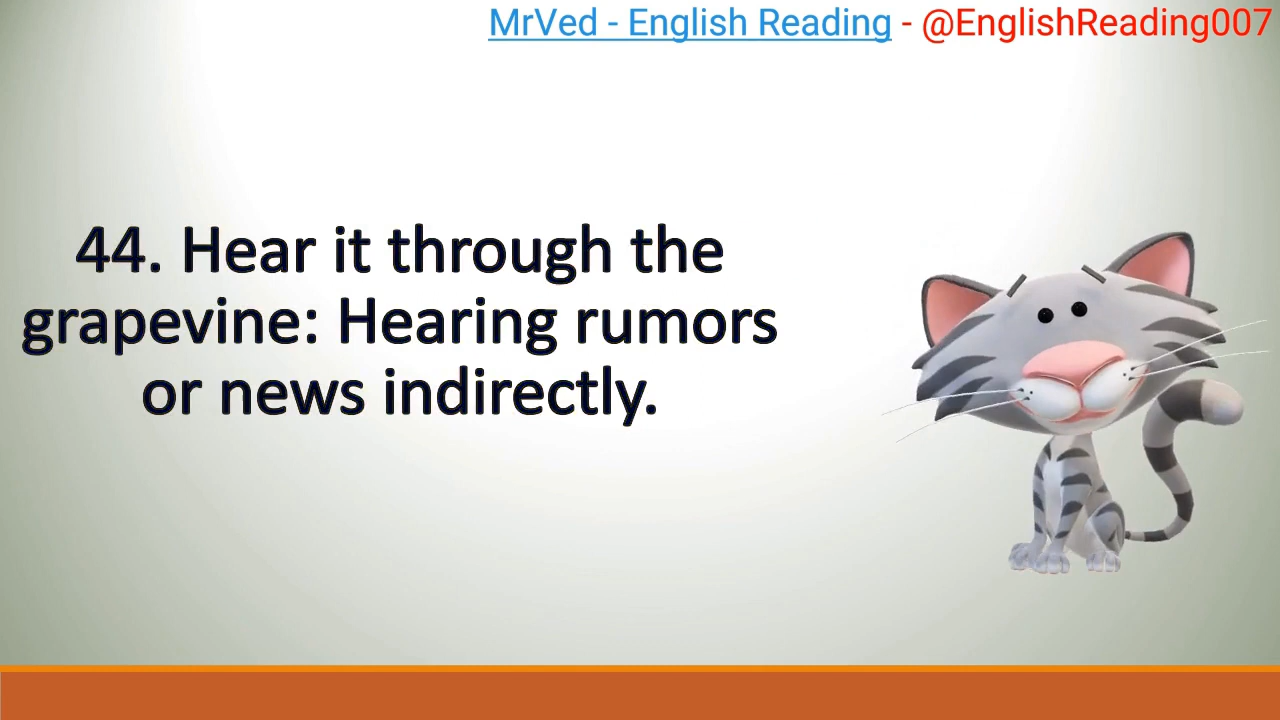 MrVed - English Reading - @EnglishReading007
44. Hear it through the
grapevine: Hearing rumors
or news indirectly.